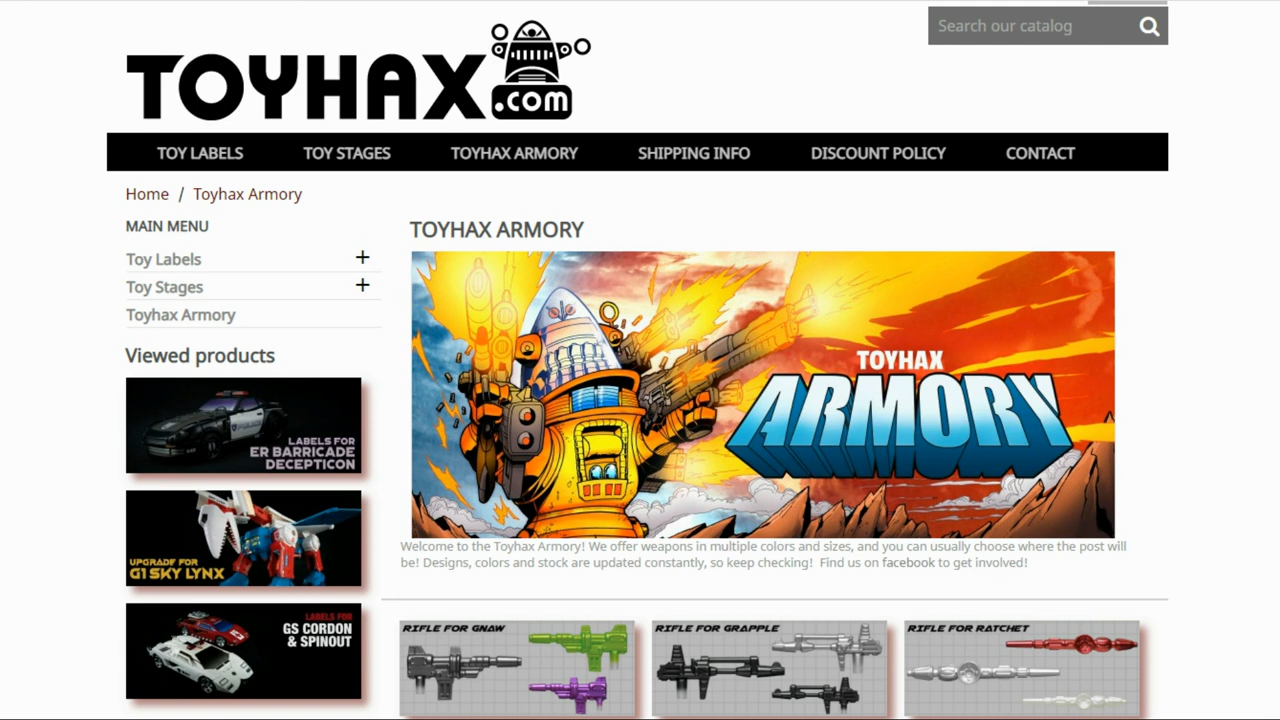 TOYHAX
.com
Search our catalog
TOY LABELS TOY STAGES TOYHAX ARMORY SHIPPING INFO DISCOUNT POLICY CONTACT
Home / Toyhax Armory
MAIN MENU
Toy Labels +
Toy Stages +
Toyhax Armory
Viewed products
LABELS FOR
ER BARRICADE
DECEPTICON
UPGRADE FOR
G1 SKY LYNX
LABELS FOR
GS CORDON
& SPINOUT
TOYHAX ARMORY
TOYHAX
ARMORY
Welcome to the Toyhax Armory! We offer weapons in multiple colors and sizes, and you can usually choose where the post will
be! Designs, colors and stock are updated constantly, so keep checking! Find us on facebook to get involved!
RIFLE FOR GNAW
RIFLE FOR GRAPPLE
RIFLE FOR RATCHET